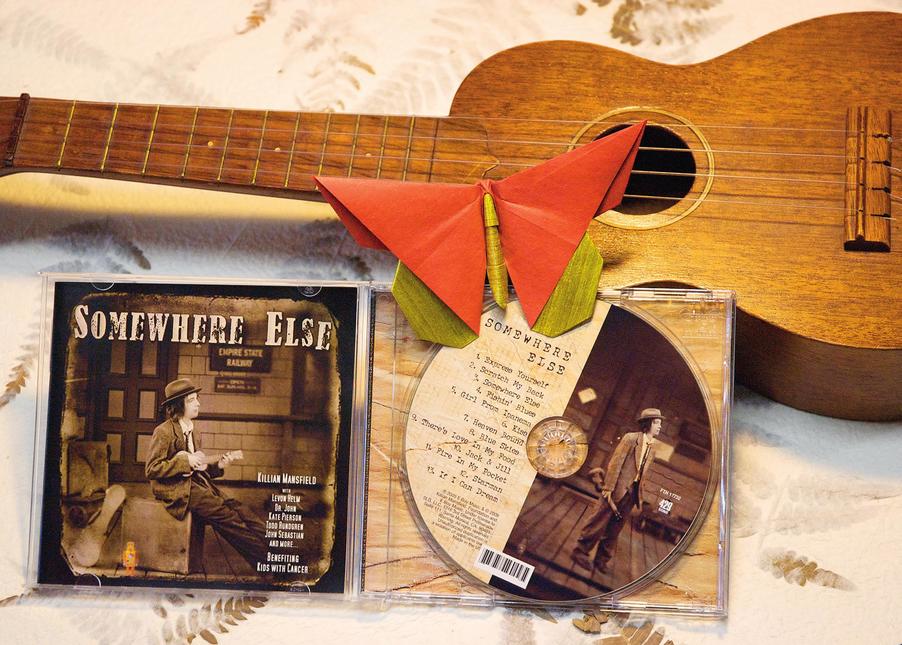 SOMEWHERE ELSE
EMPIRE STATE
RAILWAY
OPEN
KILLIAN MANSFIELD
WITH
LEVON HELM
DR. JOHN
KATE PIERSON
TODD RUNDGREN
JOHN SEBASTIAN
AND MORE
BENEFITING
KIDS WITH CANCER
SOMEWHERE
ELSE
1. Express Yourself
2. Scratch My Back
3. Somewhere Else
4. Fishin' Blues
5. Girl From Ipanema
6. Kiss
7. Heaven
8. Blue Skies
9. There's Love In My Food
10. Jack & Jill
11. Fire In My Pocket
12. Starman
13. If I Can Dream
429